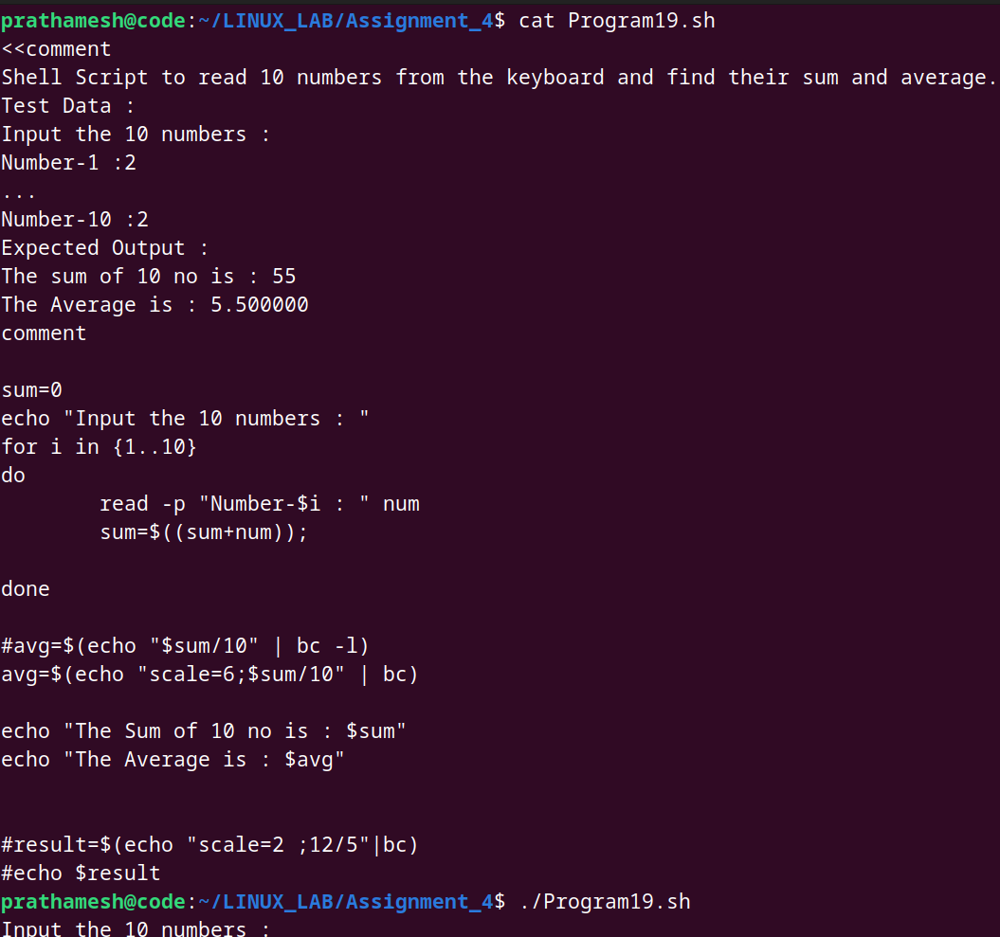 prathamesh@code:~/LINUX_LAB/Assignment_4$ cat Program19.sh
<<comment
Shell Script to read 10 numbers from the keyboard and find their sum and average.
Test Data :
Input the 10 numbers :
Number-1 :2
...
Number-10 :2
Expected Output :
The sum of 10 no is : 55
The Average is : 5.500000
comment

sum=0
echo "Input the 10 numbers : "
for i in {1..10}
do
        read -p "Number-$i : " num
        sum=$((sum+num));

done

#avg=$(echo "$sum/10" | bc -l)
avg=$(echo "scale=6;$sum/10" | bc)

echo "The Sum of 10 no is : $sum"
echo "The Average is : $avg"


#result=$(echo "scale=2 ;12/5"|bc)
#echo $result
prathamesh@code:~/LINUX_LAB/Assignment_4$ ./Program19.sh
Input the 10 numbers :